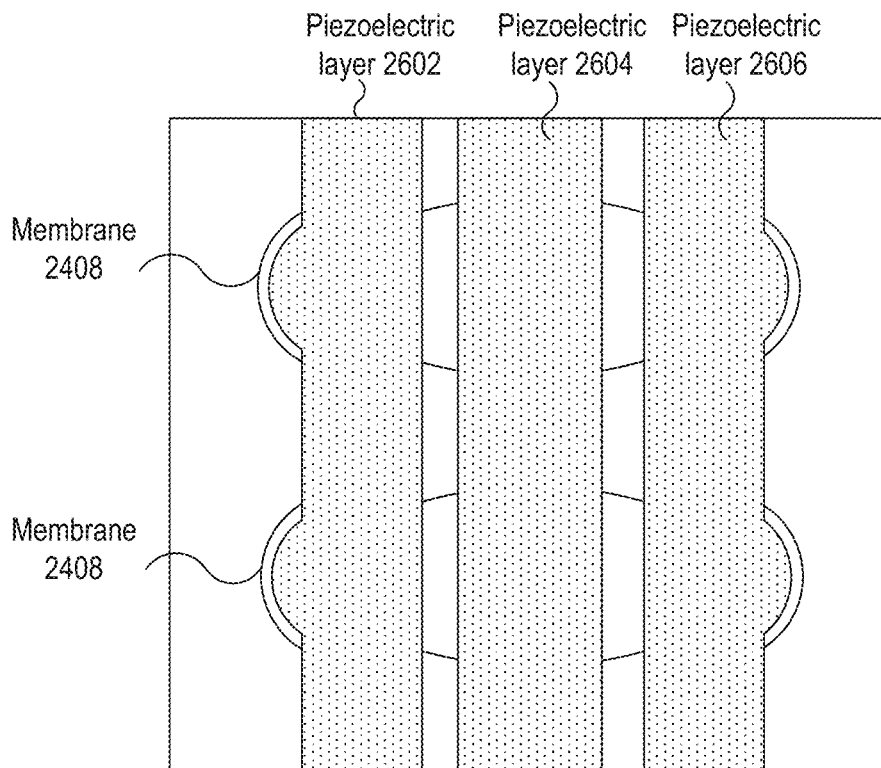 Piezoelectric
layer 2602
Piezoelectric
layer 2604
Piezoelectric
layer 2606
Membrane
2408
Membrane
2408